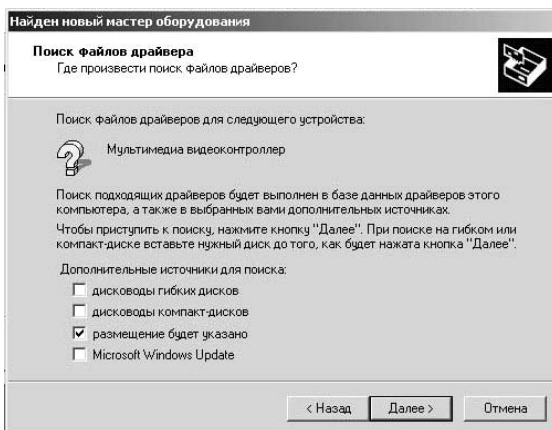 Найден новый мастер оборудования
Поиск файлов драйвера
Где произвести поиск файлов драйверов?
Поиск файлов драйверов для следующего устройства:
Мультимедиа видеоконтроллер
Поиск подходящих драйверов будет выполнен в базе данных драйверов этого
компьютера, а также в выбранных вами дополнительных источниках.
Чтобы приступить к поиску, нажмите кнопку "Далее". При поиске на гибком или
компакт-диске вставьте нужный диск до того, как будет нажата кнопка "Далее".
Дополнительные источники для поиска:
дисководы гибких дисков
дисководы компакт-дисков
размещение будет указано
Microsoft Windows Update
< Назад
Далее >
Отмена